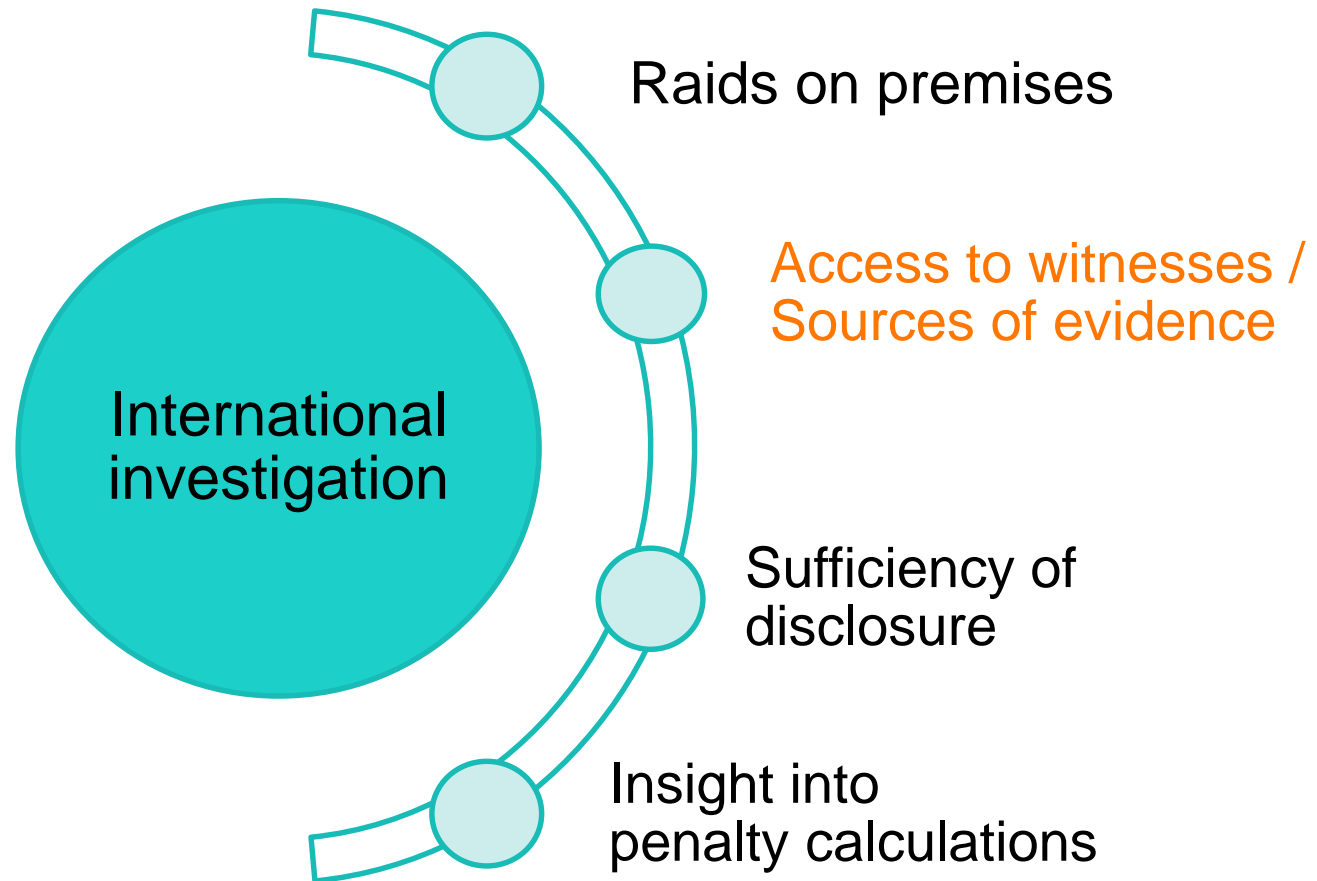 Raids on premises
Access to witnesses /
Sources of evidence
International
investigation
Sufficiency of
disclosure
Insight into
penalty calculations